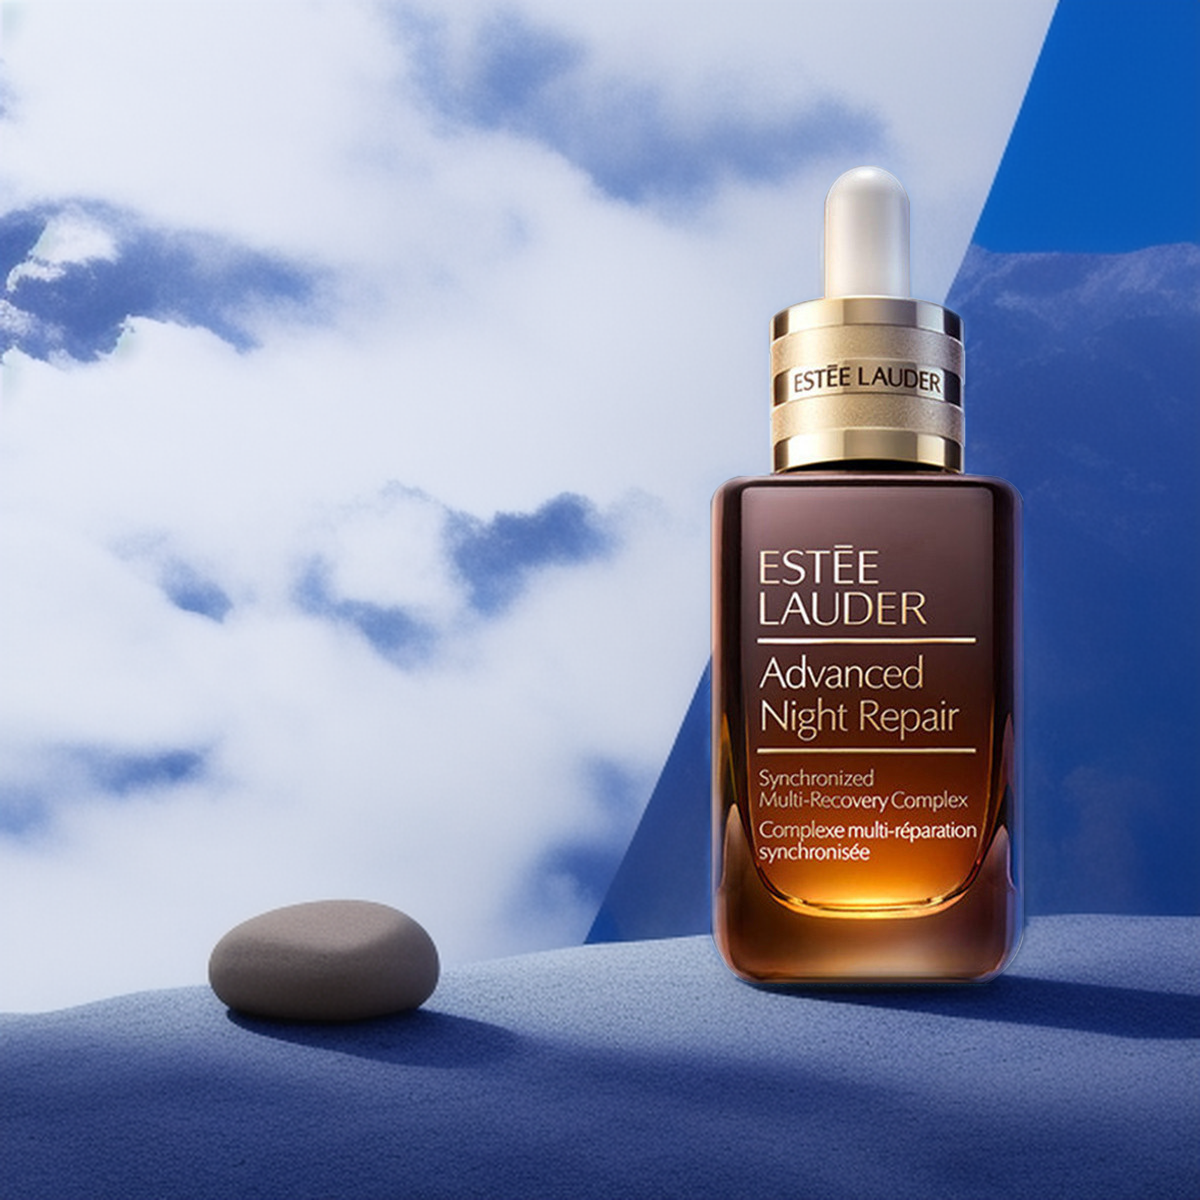 ESTĒE LAUDER
ESTĒE
LAUDER
Advanced
Night Repair
Synchronized
Multi-Recovery Complex
Complexe multi-réparation
synchronisée